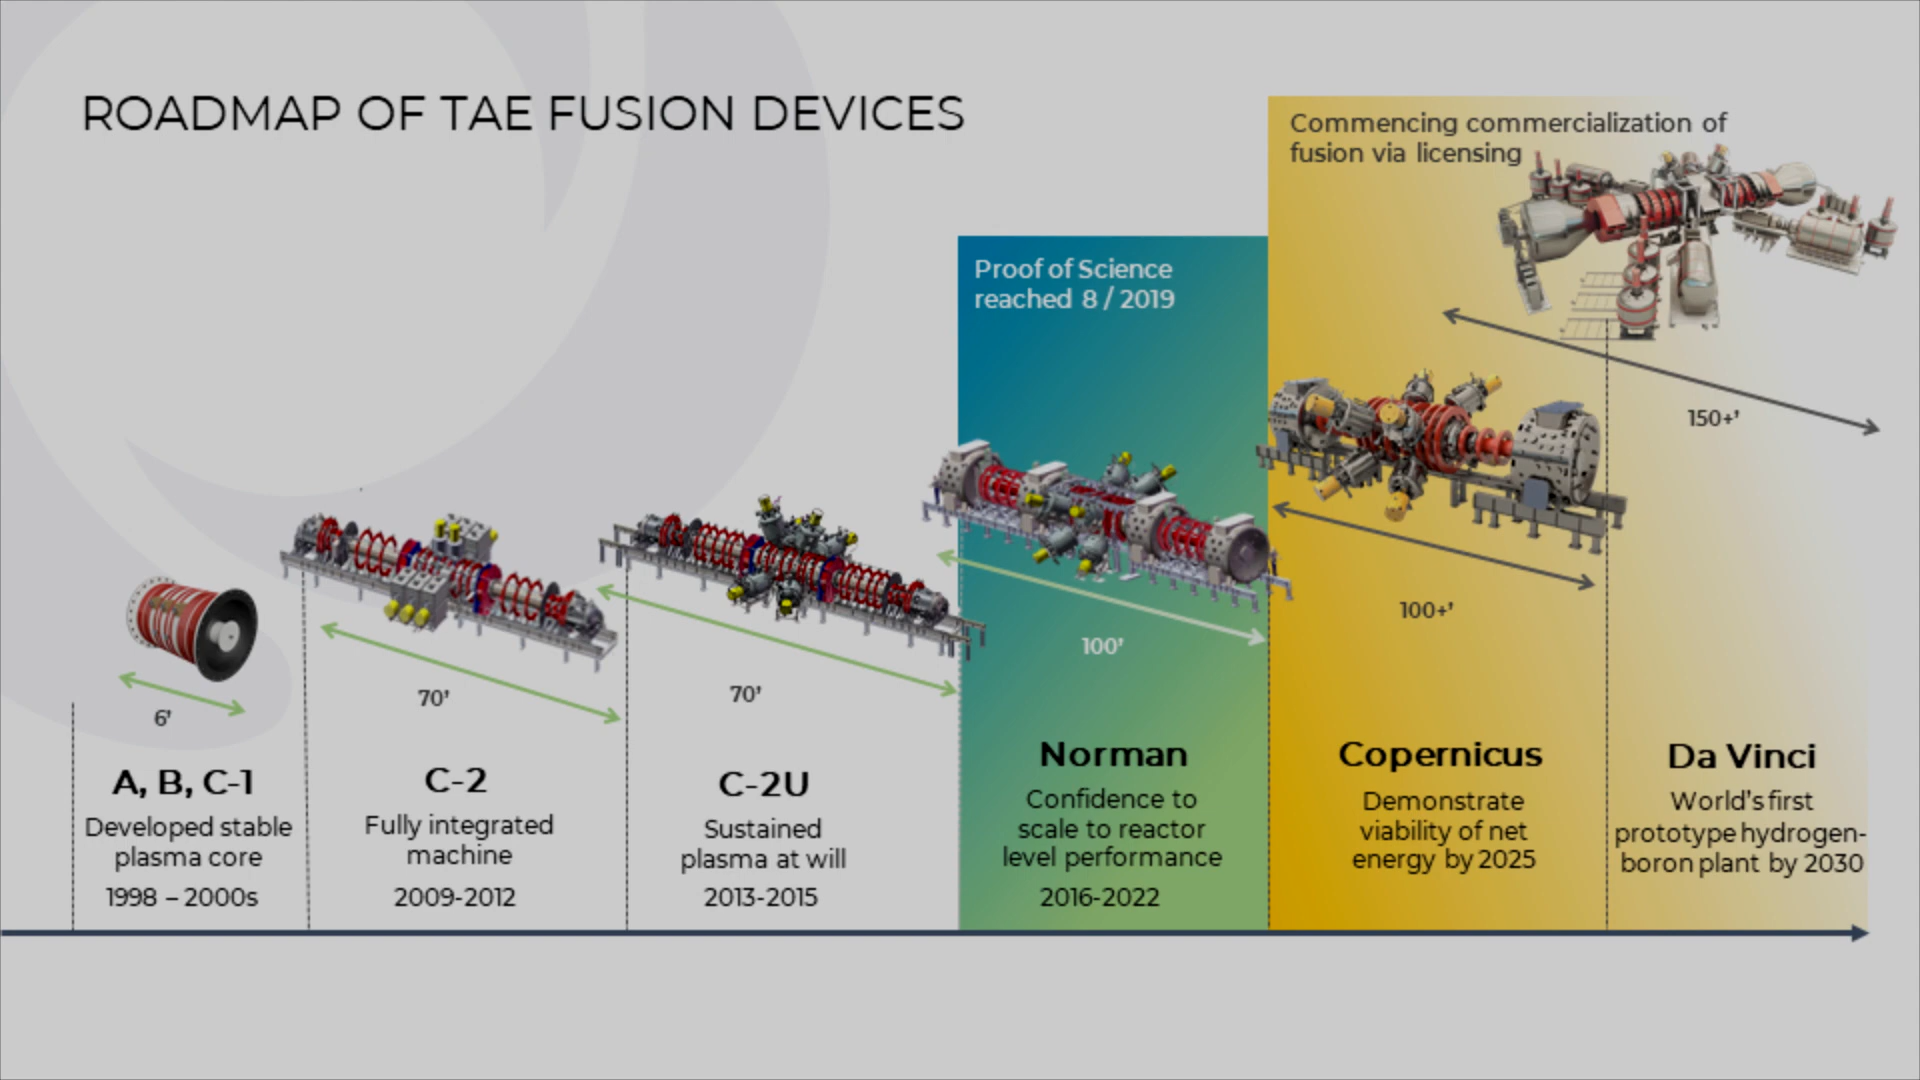 ROADMAP OF TAE FUSION DEVICES
Commencing commercialization of
fusion via licensing
Proof of Science
reached 8 / 2019
150+'
100+'
100'
70'
70'
6'
A, B, C-1
Developed stable
plasma core
1998 – 2000s
C-2
Fully integrated
machine
2009-2012
C-2U
Sustained
plasma at will
2013-2015
Norman
Confidence to
scale to reactor
level performance
2016-2022
Copernicus
Demonstrate
viability of net
energy by 2025
Da Vinci
World's first
prototype hydrogen-
boron plant by 2030